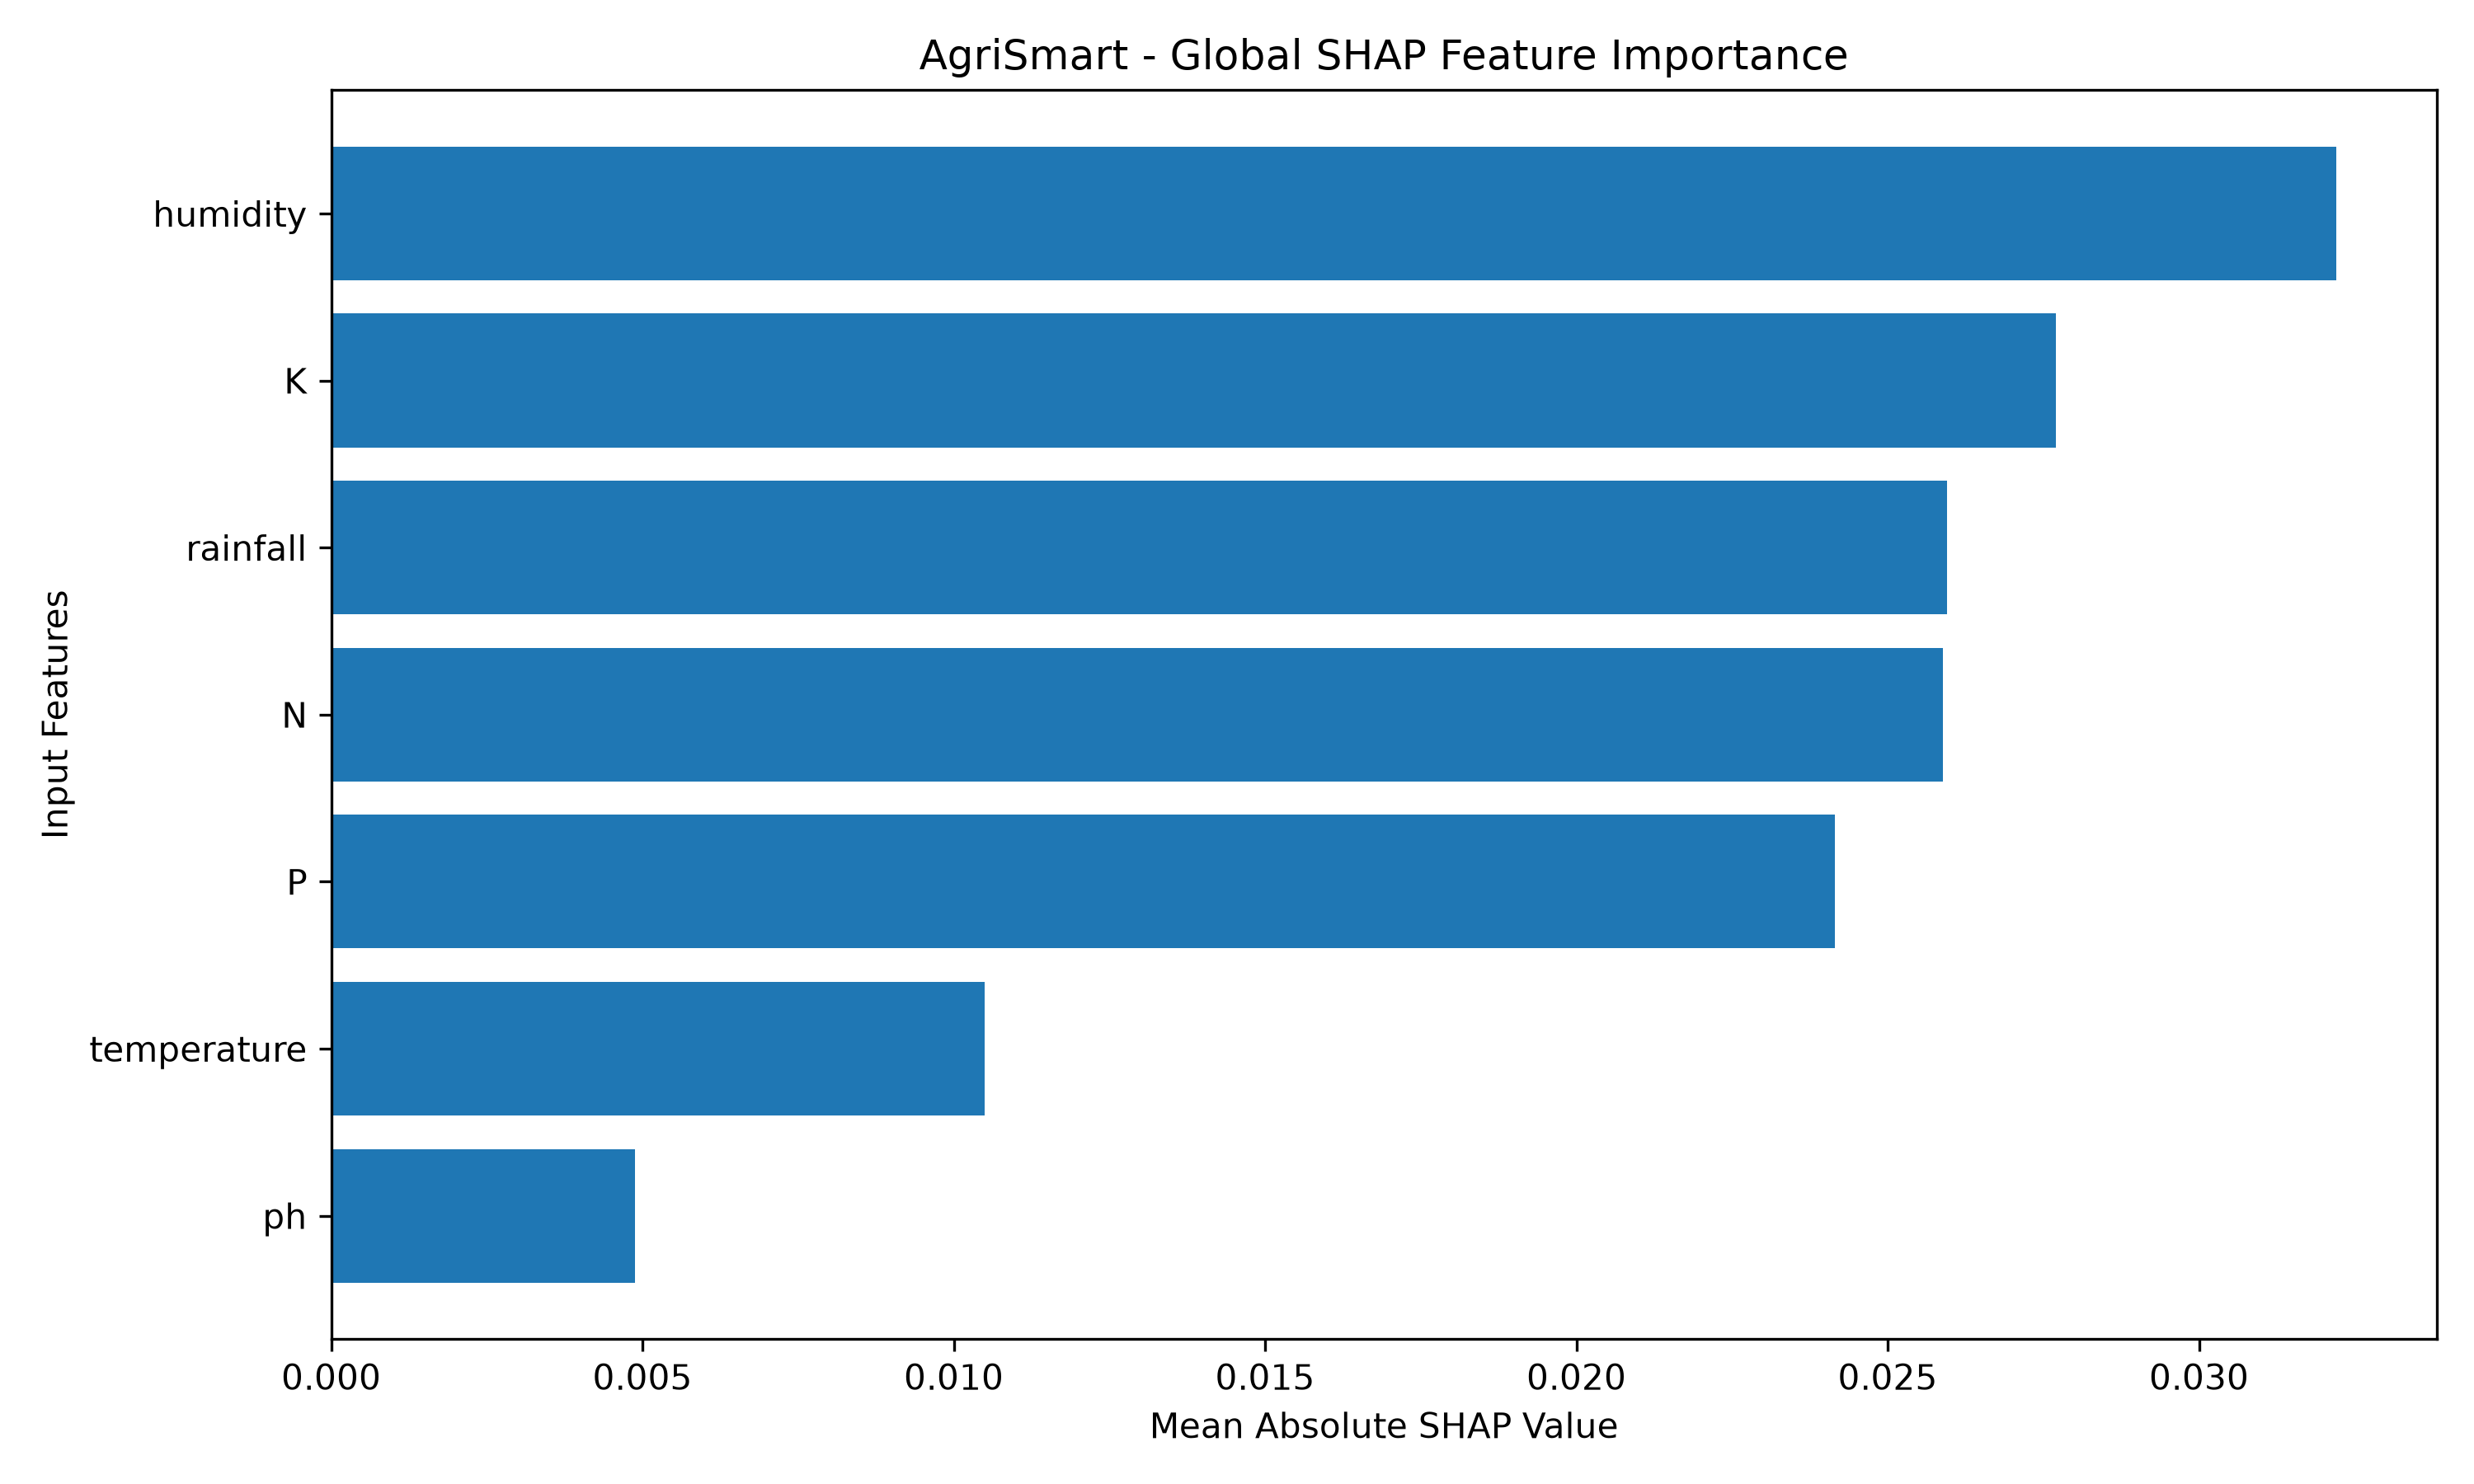 AgriSmart - Global SHAP Feature Importance
Input Features
humidity
K
rainfall
N
P
temperature
ph
0.000 0.005 0.010 0.015 0.020 0.025 0.030
Mean Absolute SHAP Value